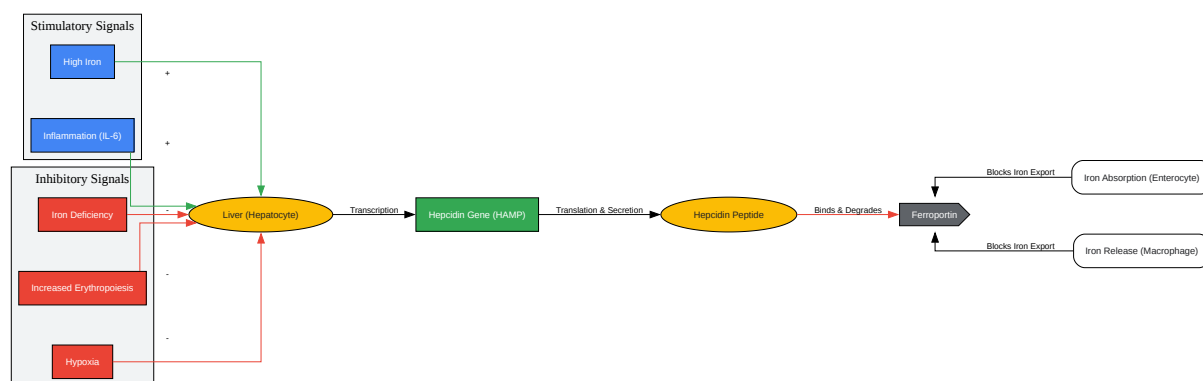 Stimulatory Signals
High Iron
+
Inflammation (IL-6)
+
Inhibitory Signals
Iron Deficiency
-
Increased Erythropoiesis
-
Hypoxia
-
Liver (Hepatocyte)
Transcription
Hepcidin Gene (HAMP)
Translation & Secretion
Hepcidin Peptide
Binds & Degrades
Ferroportin
Blocks Iron Export
Iron Absorption (Enterocyte)
Blocks Iron Export
Iron Release (Macrophage)